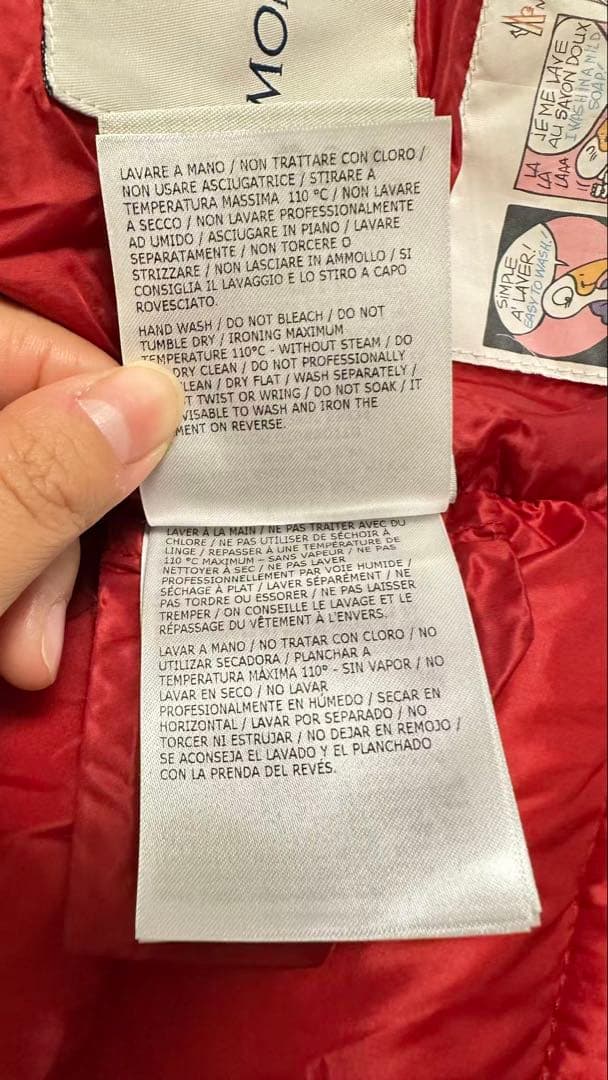 MO
JE ME LAVE
AU SAVON DOUX
I WASH IN A MILD
SOAP!
LA
LA
LAAA
SIMPLE
A LAVER!
EASY TO WASH!
LAVARE A MANO / NON TRATTARE CON CLORO /
NON USARE ASCIUGATRICE / STIRARE A
TEMPERATURA MASSIMA 110 °C / NON LAVARE
A SECCO / NON LAVARE PROFESSIONALMENTE
AD UMIDO / ASCIUGARE IN PIANO / LAVARE
SEPARATAMENTE / NON TORCERE O
STRIZZARE / NON LASCIARE IN AMMOLLO / SI
CONSIGLIA IL LAVAGGIO E LO STIRO A CAPO
ROVESCIATO.
HAND WASH / DO NOT BLEACH / DO NOT
TUMBLE DRY / IRONING MAXIMUM
TEMPERATURE 110°C - WITHOUT STEAM / DO
DRY CLEAN / DO NOT PROFESSIONALLY
LEAN / DRY FLAT / WASH SEPARATELY /
T TWIST OR WRING / DO NOT SOAK / IT
VISABLE TO WASH AND IRON THE
MENT ON REVERSE.
LAVER À LA MAIN / NE PAS TRAITER AVEC DU
CHLORE / NE PAS UTILISER DE SÉCHOIR À
LINGE / REPASSER À UNE TEMPÉRATURE DE
110 °C MAXIMUM – SANS VAPEUR / NE PAS
NETTOYER À SEC / NE PAS LAVER
PROFESSIONNELLEMENT PAR VOIE HUMIDE /
SÉCHAGE À PLAT / LAVER SÉPARÉMENT / NE
PAS TORDRE OU ESSORER / NE PAS LAISSER
TREMPER / ON CONSEILLE LE LAVAGE ET LE
RÉPASSAGE DU VÊTEMENT À L'ENVERS.
LAVAR A MANO / NO TRATAR CON CLORO / NO
UTILIZAR SECADORA / PLANCHAR A
TEMPERATURA MÁXIMA 110° - SIN VAPOR / NO
LAVAR EN SECO / NO LAVAR
PROFESIONALMENTE EN HÚMEDO / SECAR EN
HORIZONTAL / LAVAR POR SEPARADO / NO
TORCER NI ESTRUJAR / NO DEJAR EN REMOJO /
SE ACONSEJA EL LAVADO Y EL PLANCHADO
CON LA PRENDA DEL REVÉS.